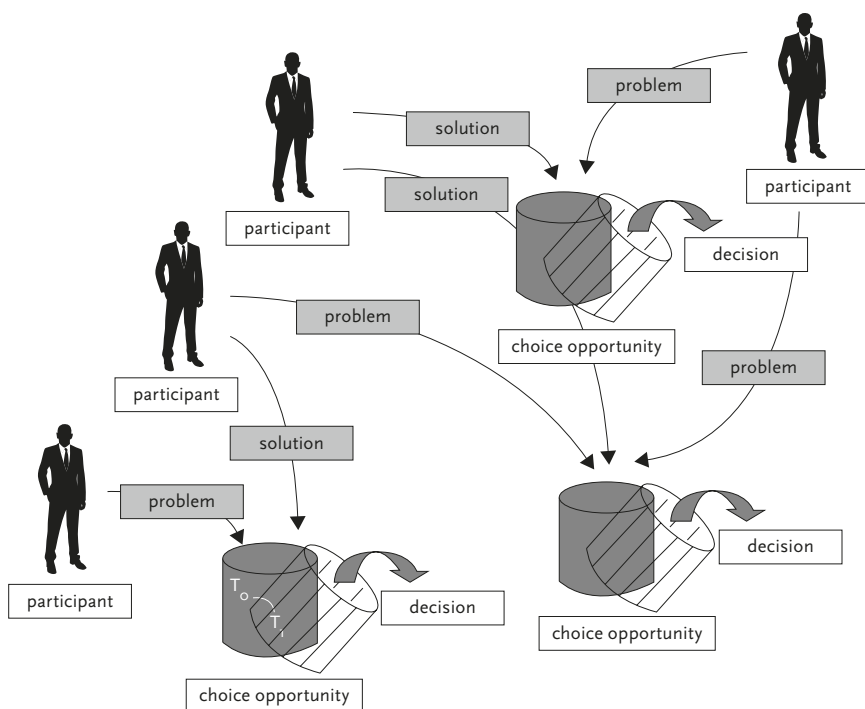 problem
solution
solution
participant
participant
decision
problem
choice opportunity
problem
participant
solution
problem
decision
T₀
T₁
participant
decision
choice opportunity
choice opportunity